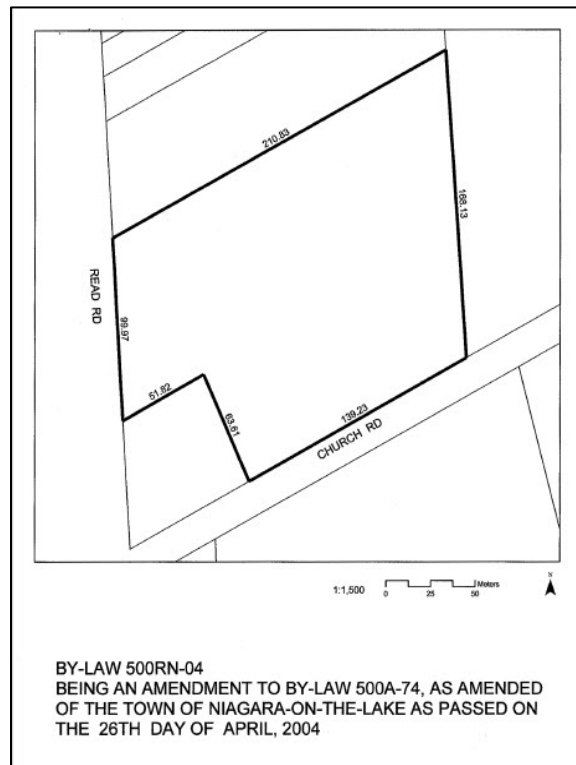 210.83
168.13
READ RD
99.97
51.82
63.61
139.23
CHURCH RD
N
1:1,500
0 25 50 Meters
BY-LAW 500RN-04
BEING AN AMENDMENT TO BY-LAW 500A-74, AS AMENDED
OF THE TOWN OF NIAGARA-ON-THE-LAKE AS PASSED ON
THE 26TH DAY OF APRIL, 2004